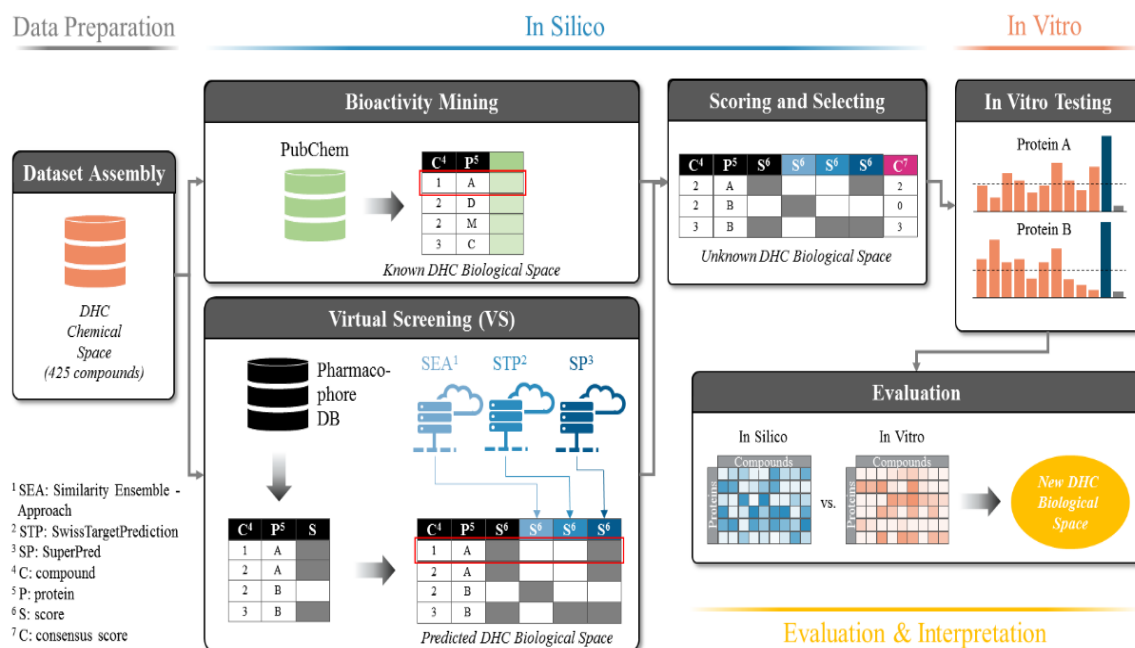 Data Preparation
In Silico
In Vitro
Dataset Assembly
DHC
Chemical
Space
(425 compounds)
Bioactivity Mining
PubChem
C⁴ P⁵
1 A
2 D
2 M
3 C
Known DHC Biological Space
Virtual Screening (VS)
Pharmaco-
phore
DB
SEA¹ STP² SP³
C⁴ P⁵ S
1 A
2 A
2 B
3 B
C⁴ P⁵ S⁶ S⁶ S⁶ S⁶
1 A
2 A
2 B
3 B
Predicted DHC Biological Space
Scoring and Selecting
C⁴ P⁵ S⁶ S⁶ S⁶ S⁶ C⁷
2 A 2
2 B 0
3 B 3
Unknown DHC Biological Space
In Vitro Testing
Protein A
Protein B
Evaluation
In Silico
Compounds
Proteins
vs.
In Vitro
Compounds
Proteins
New DHC
Biological
Space
Evaluation & Interpretation
¹ SEA: Similarity Ensemble -
Approach
² STP: SwissTargetPrediction
³ SP: SuperPred
⁴ C: compound
⁵ P: protein
⁶ S: score
⁷ C: consensus score